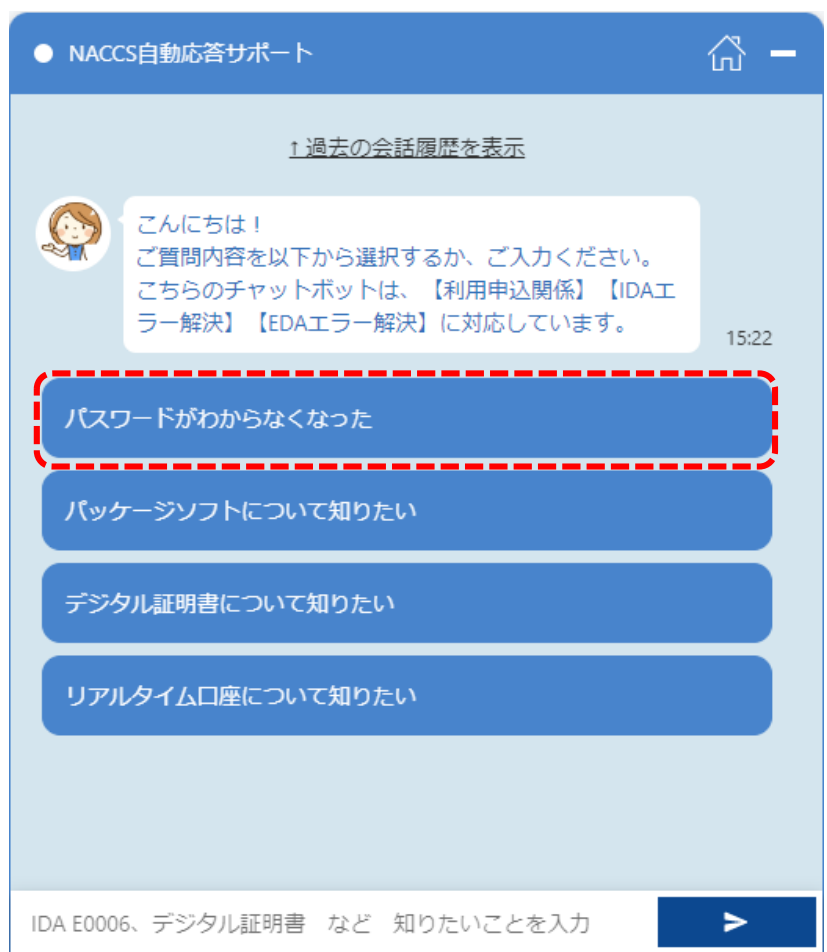 NACCS自動応答サポート
↑過去の会話履歴を表示
こんにちは！
ご質問内容を以下から選択するか、ご入力ください。
こちらのチャットボットは、【利用申込関係】【IDAエ
ラー解決】【EDAエラー解決】に対応しています。
15:22
パスワードがわからなくなった
パッケージソフトについて知りたい
デジタル証明書について知りたい
リアルタイム口座について知りたい
IDA E0006、デジタル証明書　など　知りたいことを入力